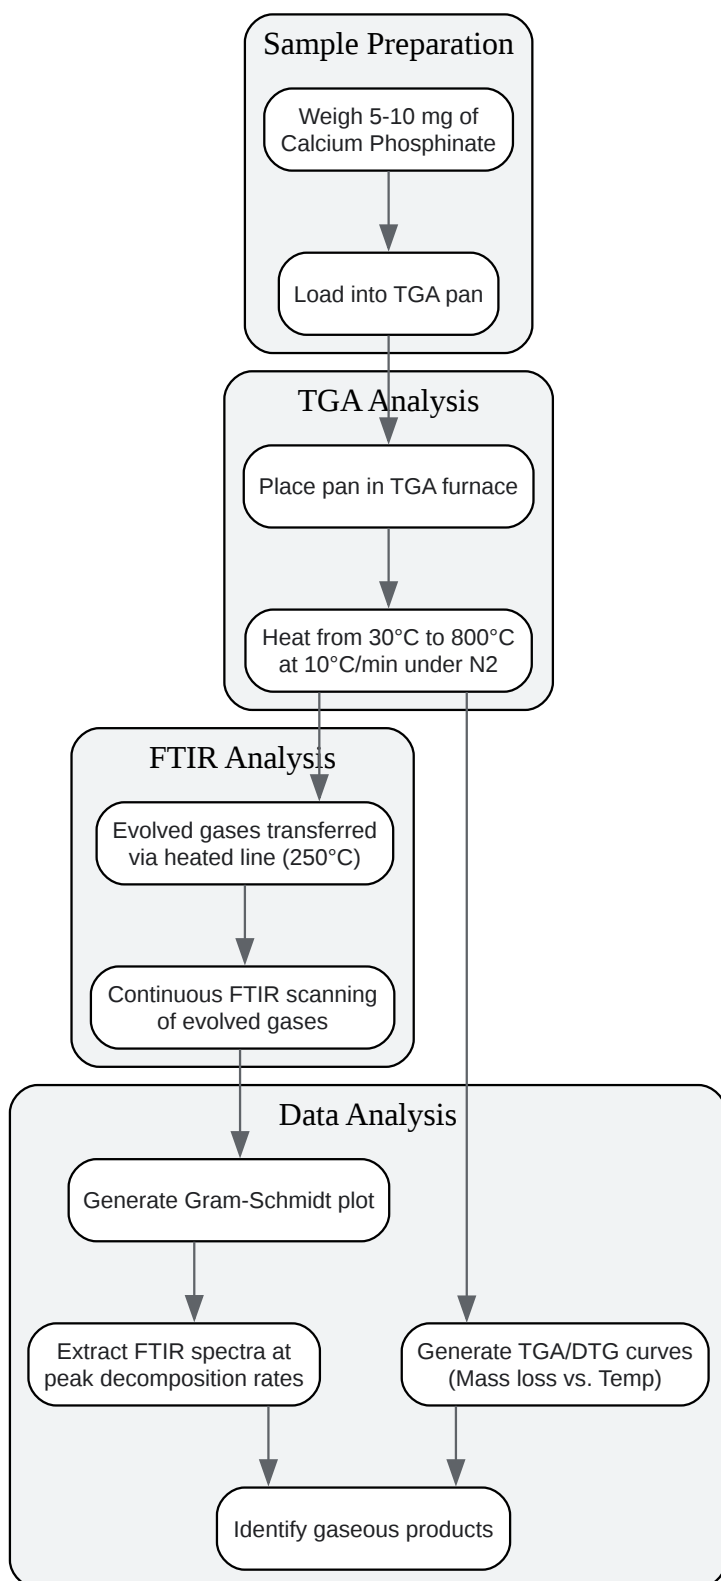 Sample Preparation
Weigh 5-10 mg of
Calcium Phosphinate
Load into TGA pan
TGA Analysis
Place pan in TGA furnace
Heat from 30°C to 800°C
at 10°C/min under N2
FTIR Analysis
Evolved gases transferred
via heated line (250°C)
Continuous FTIR scanning
of evolved gases
Data Analysis
Generate Gram-Schmidt plot
Extract FTIR spectra at
peak decomposition rates
Generate TGA/DTG curves
(Mass loss vs. Temp)
Identify gaseous products